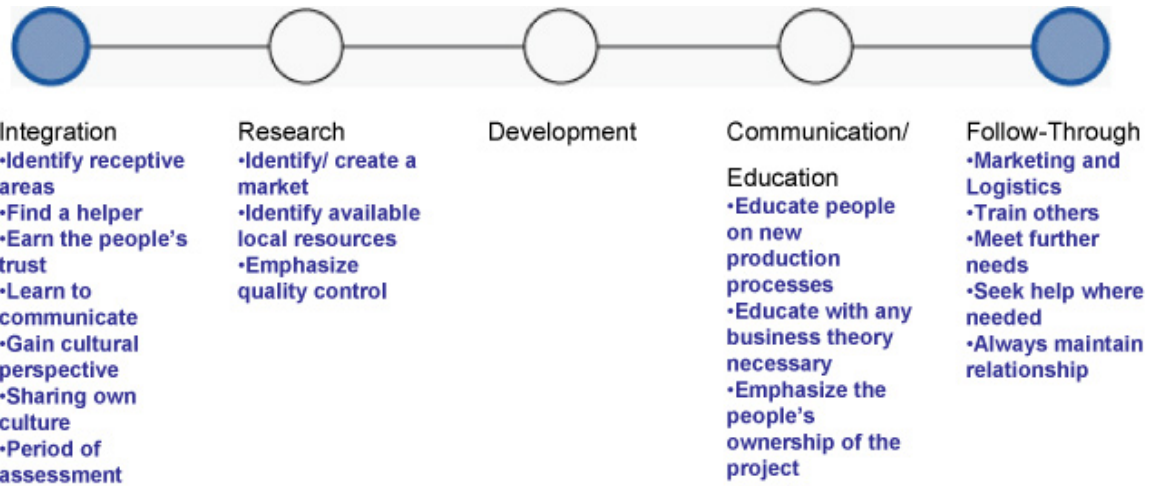 Integration
•Identify receptive
areas
•Find a helper
•Earn the people's
trust
•Learn to
communicate
•Gain cultural
perspective
•Sharing own
culture
•Period of
assessment
Research
•Identify/ create a
market
•Identify available
local resources
•Emphasize
quality control
Development
Communication/
Education
•Educate people
on new
production
processes
•Educate with any
business theory
necessary
•Emphasize the
people's
ownership of the
project
Follow-Through
•Marketing and
Logistics
•Train others
•Meet further
needs
•Seek help where
needed
•Always maintain
relationship